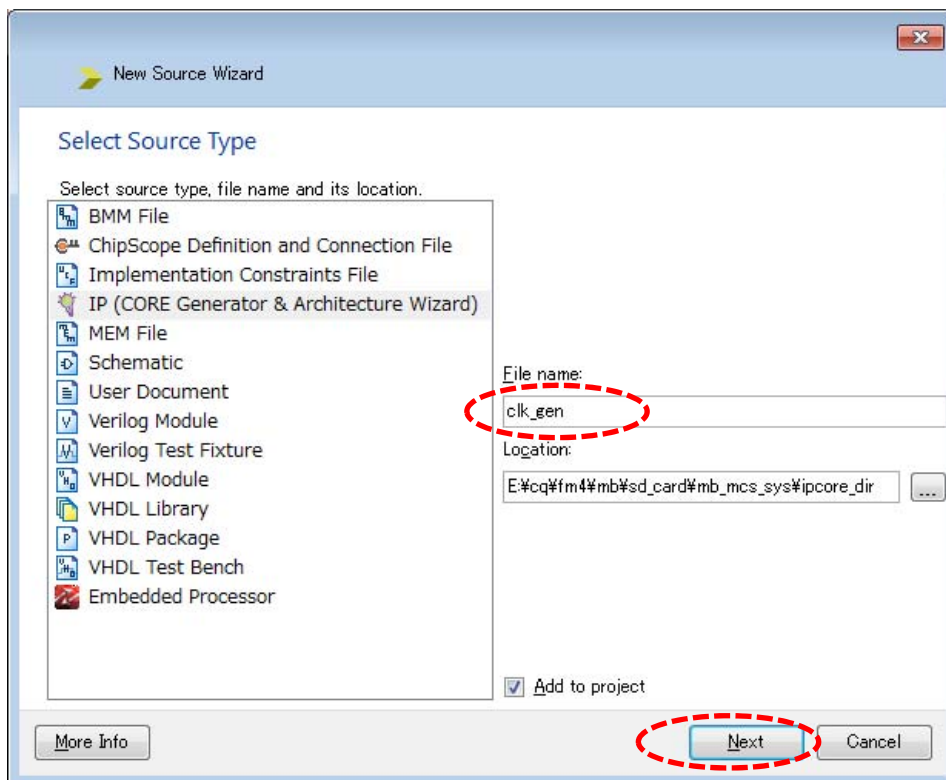 New Source Wizard
Select Source Type
Select source type, file name and its location.
BMM File
ChipScope Definition and Connection File
Implementation Constraints File
IP (CORE Generator & Architecture Wizard)
MEM File
Schematic
User Document
Verilog Module
Verilog Test Fixture
VHDL Module
VHDL Library
VHDL Package
VHDL Test Bench
Embedded Processor
File name:
clk_gen
Location:
E:¥cq¥fm4¥mb¥sd_card¥mb_mcs_sys¥ipcore_dir
...
Add to project
More Info
Next
Cancel